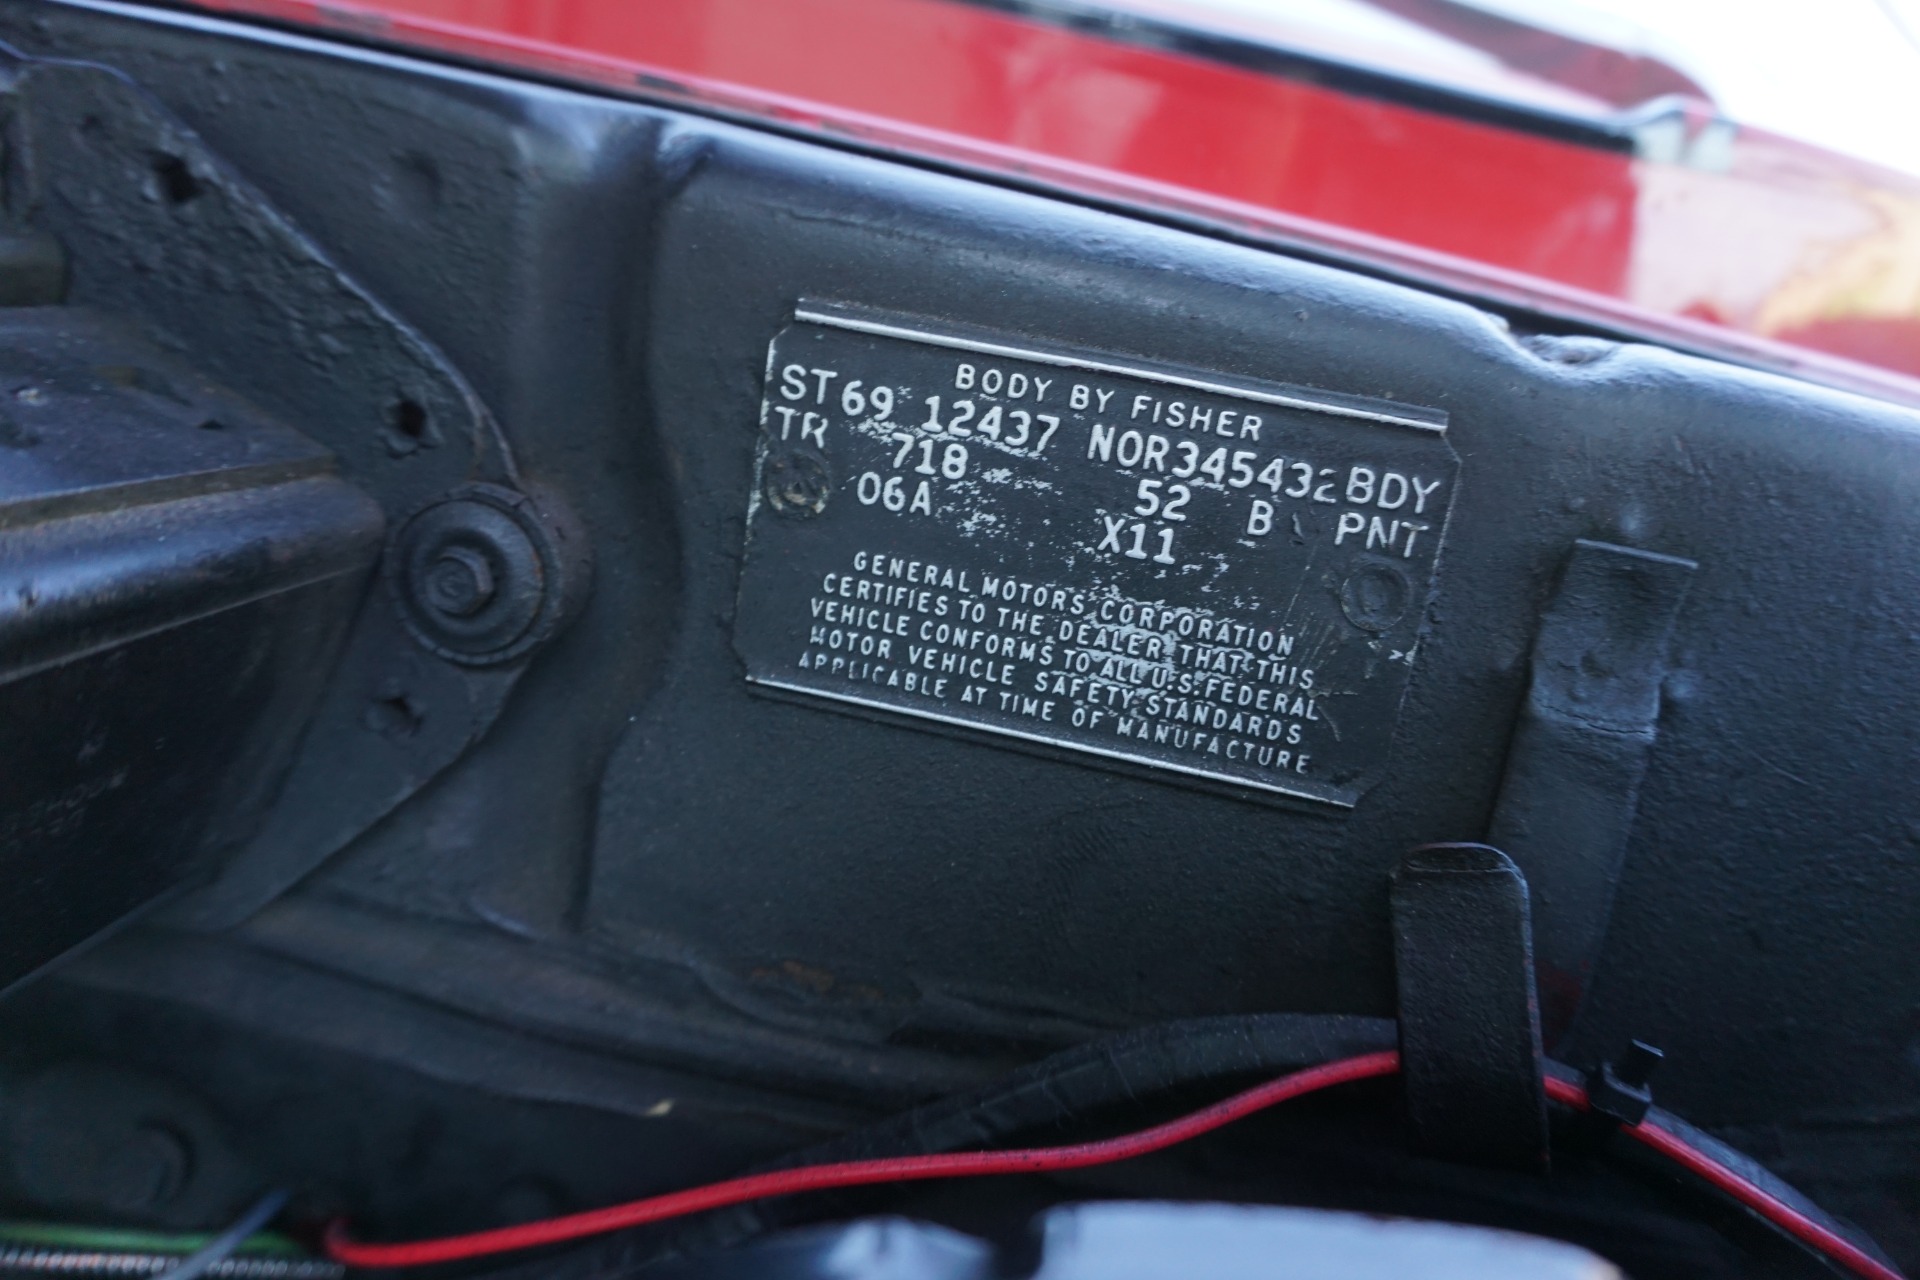 BODY BY FISHER
ST 69 12437 NOR345432 BDY
TR 718 52 B PNT
06A X11
GENERAL MOTORS CORPORATION
CERTIFIES TO THE DEALER THAT THIS
VEHICLE CONFORMS TO ALL U.S. FEDERAL
MOTOR VEHICLE SAFETY STANDARDS
APPLICABLE AT TIME OF MANUFACTURE